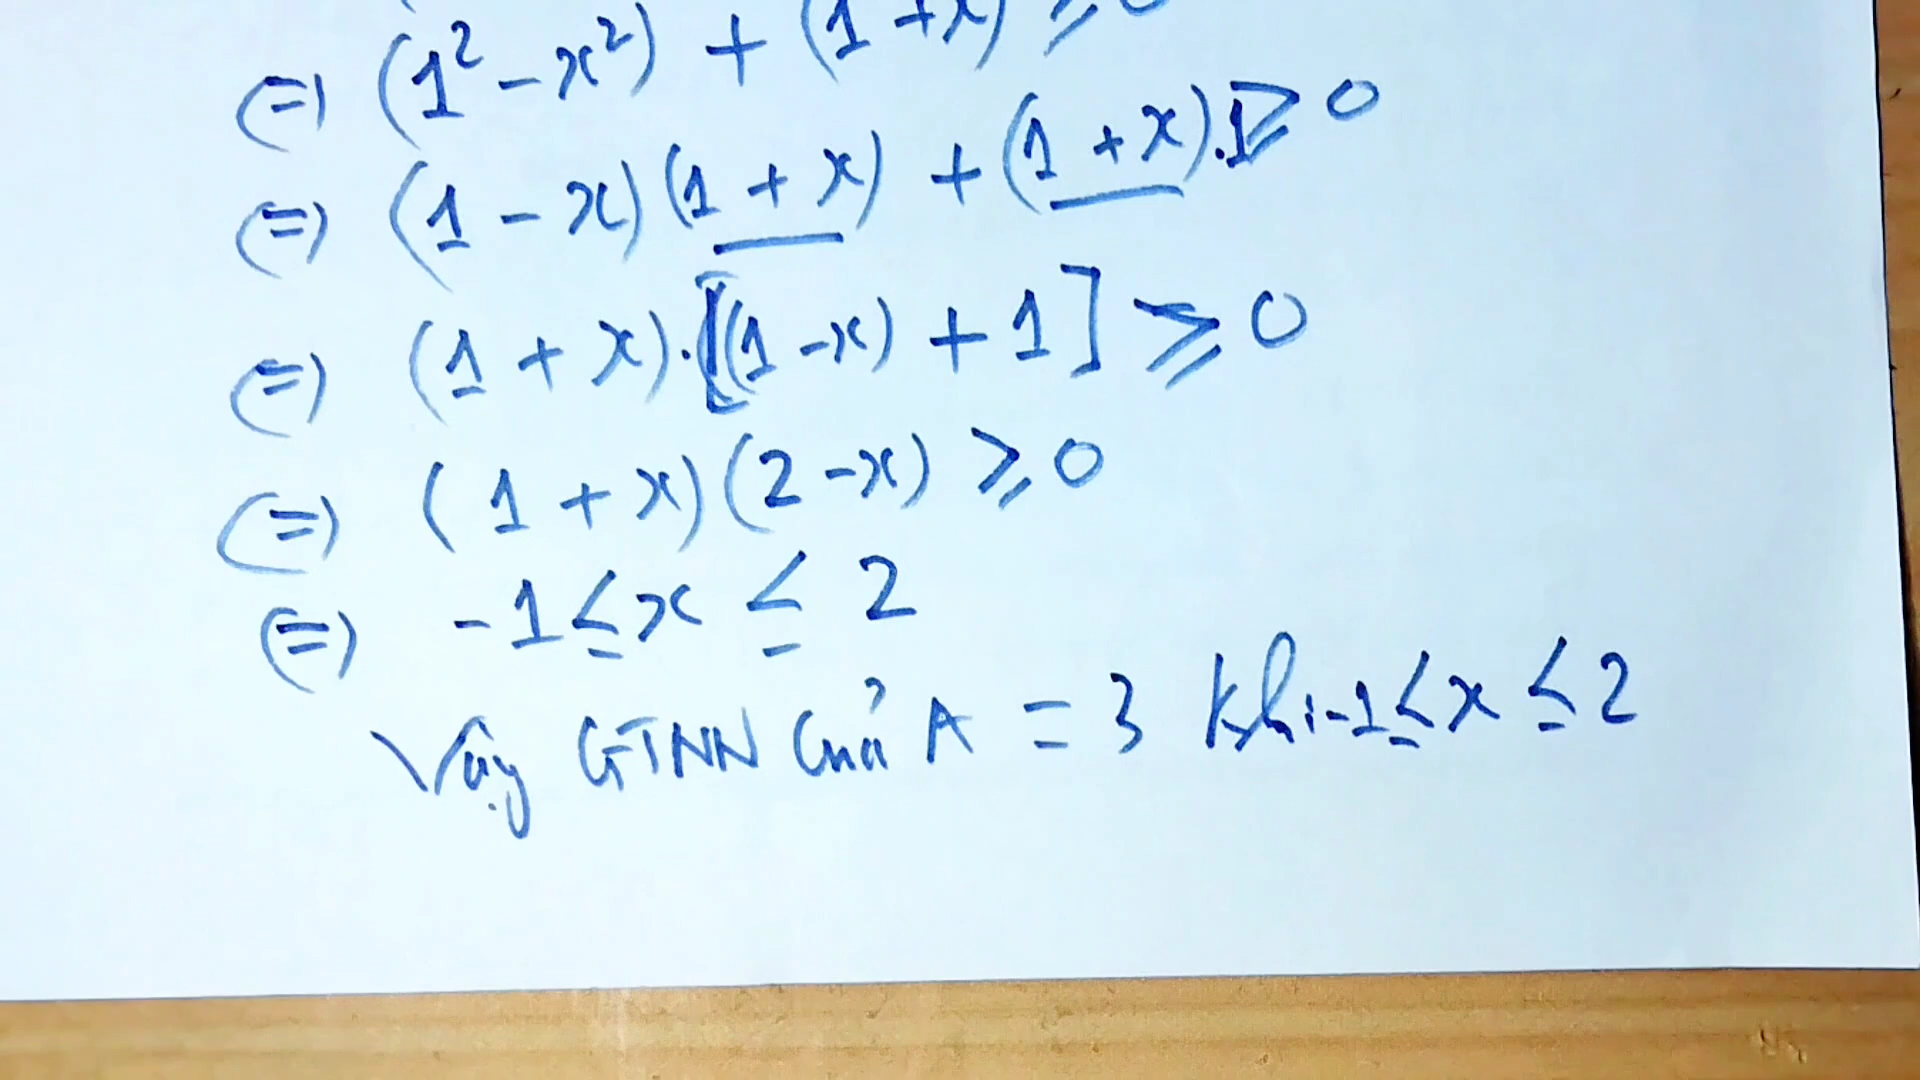 (=) (1² - x²) + (1 + x) ≥ 0
(=) (1 - x)(1 + x) + (1 + x).1 ≥ 0
(=) (1 + x).[(1 - x) + 1] ≥ 0
(=) (1 + x)(2 - x) ≥ 0
(=) -1 ≤ x ≤ 2
Vậy GTNN Của A = 3 khi -1 ≤ x ≤ 2